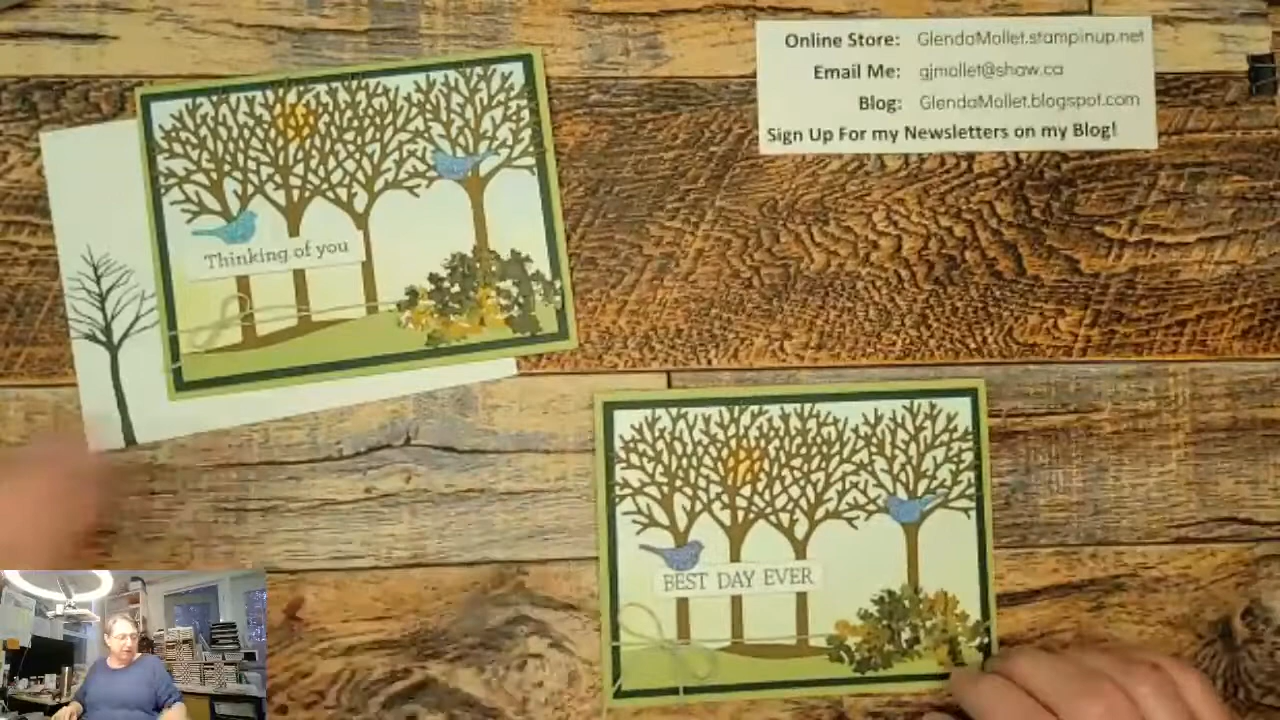 Online Store: GlendaMollet.stampinup.net
Email Me: gjmollet@shaw.ca
Blog: GlendaMollet.blogspot.com
Sign Up For my Newsletters on my Blog!
Thinking of you
BEST DAY EVER